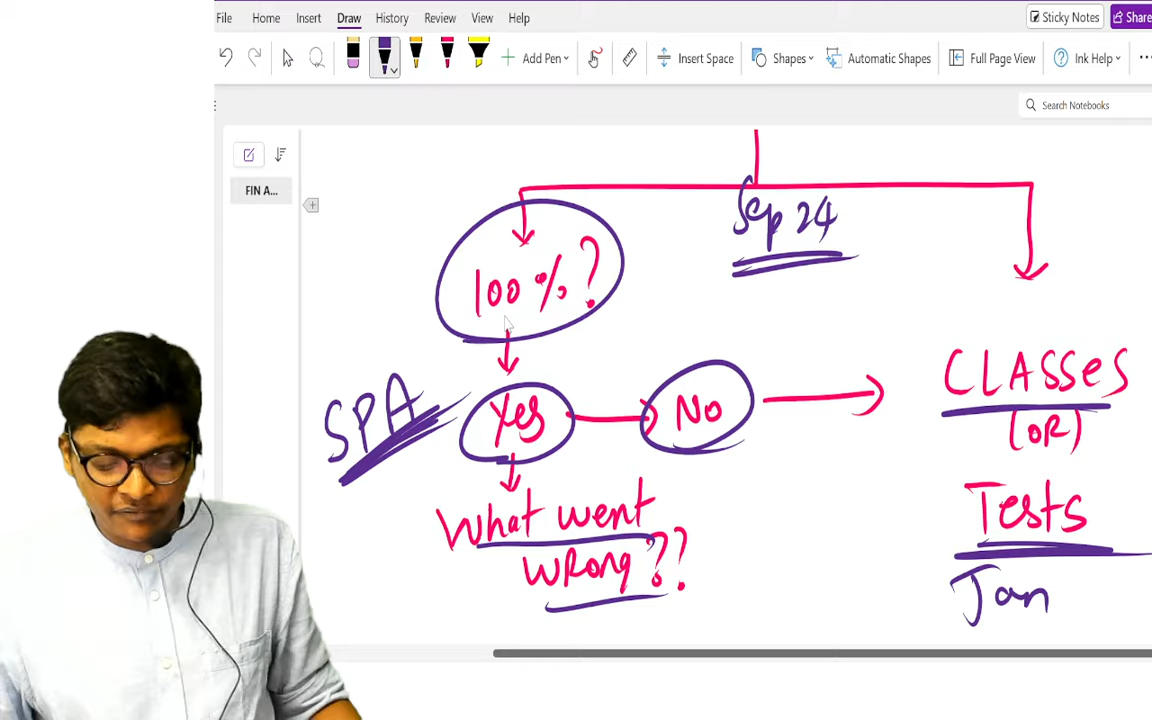 File Home Insert Draw History Review View Help Sticky Notes Share
Add Pen Insert Space Shapes Automatic Shapes Full Page View Ink Help
Search Notebooks
FIN A...
Sep 24
100 % ?
SPA Yes No CLASSES
(OR)
What went Tests
wrong ??
Jan